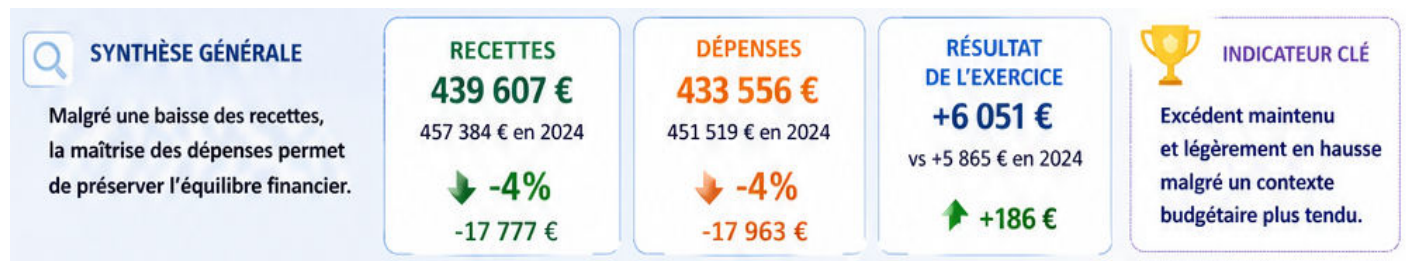 SYNTHÈSE GÉNÉRALE
Malgré une baisse des recettes,
la maîtrise des dépenses permet
de préserver l'équilibre financier.
RECETTES
439 607 €
457 384 € en 2024
-4%
-17 777 €
DÉPENSES
433 556 €
451 519 € en 2024
-4%
-17 963 €
RÉSULTAT
DE L'EXERCICE
+6 051 €
vs +5 865 € en 2024
+186 €
INDICATEUR CLÉ
Excédent maintenu
et légèrement en hausse
malgré un contexte
budgétaire plus tendu.